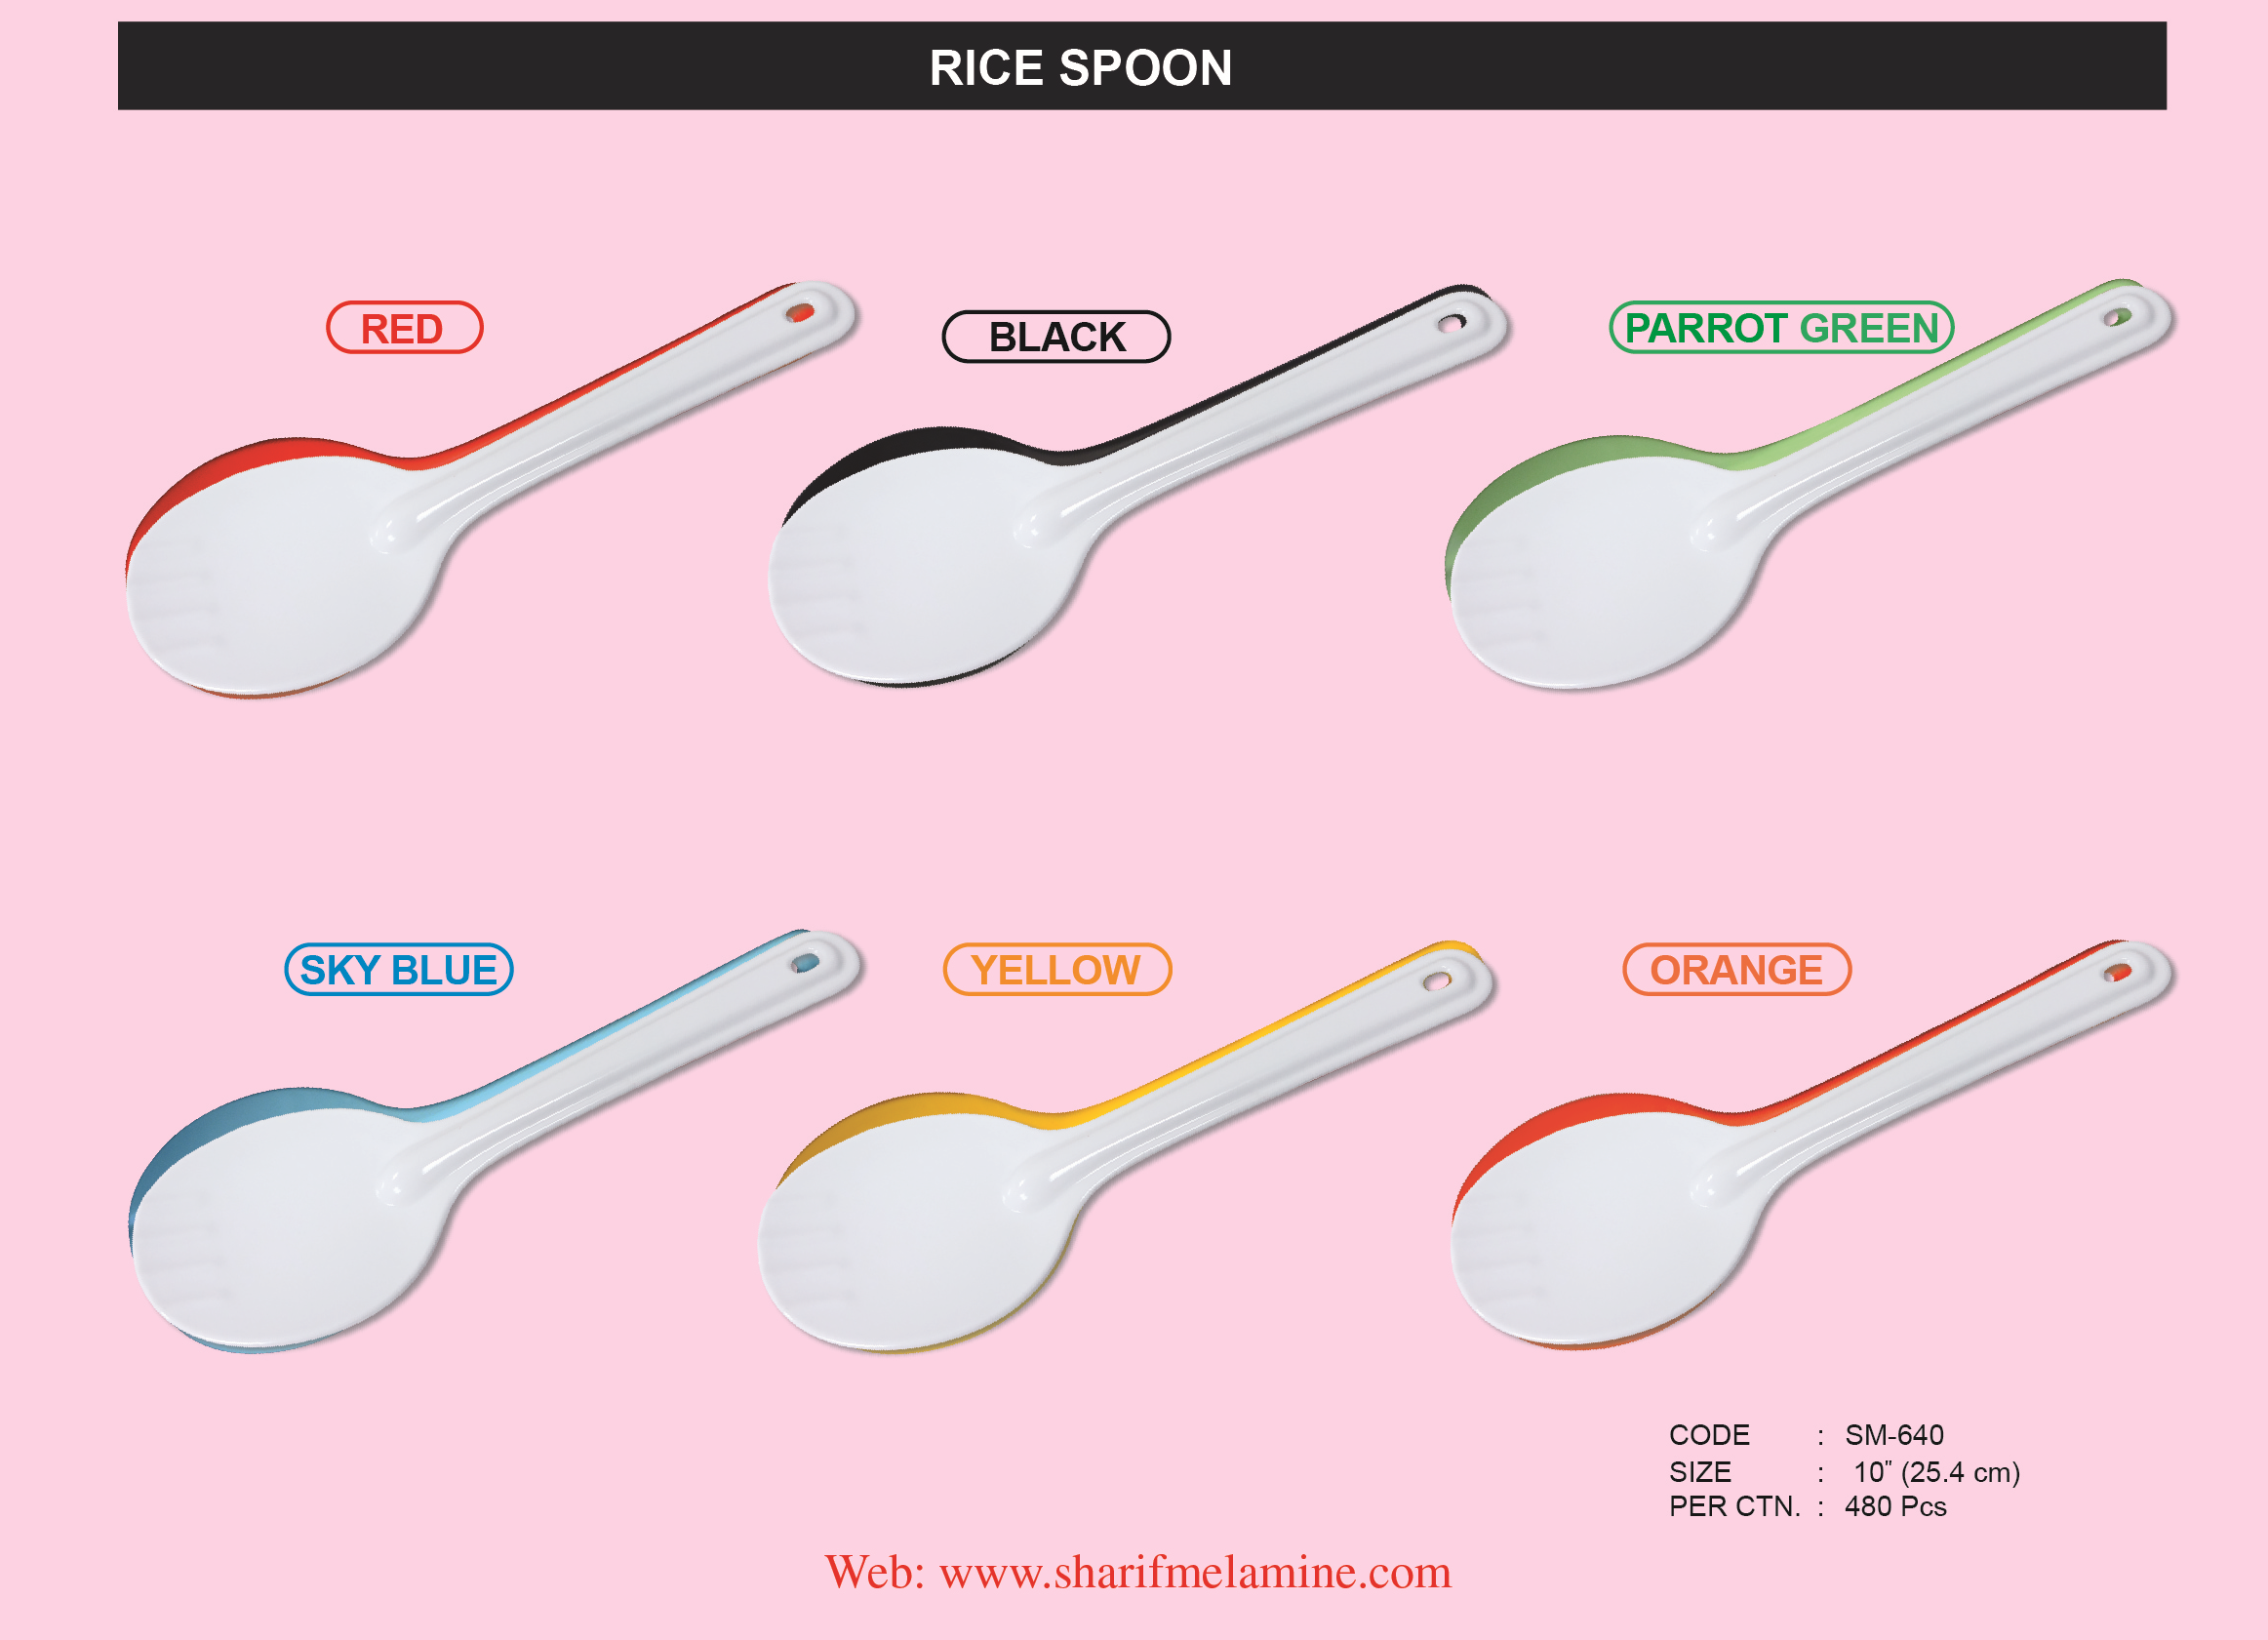 RICE SPOON
RED
BLACK
PARROT GREEN
SKY BLUE
YELLOW
ORANGE
CODE : SM-640
SIZE : 10" (25.4 cm)
PER CTN. : 480 Pcs
Web: www.sharifmelamine.com